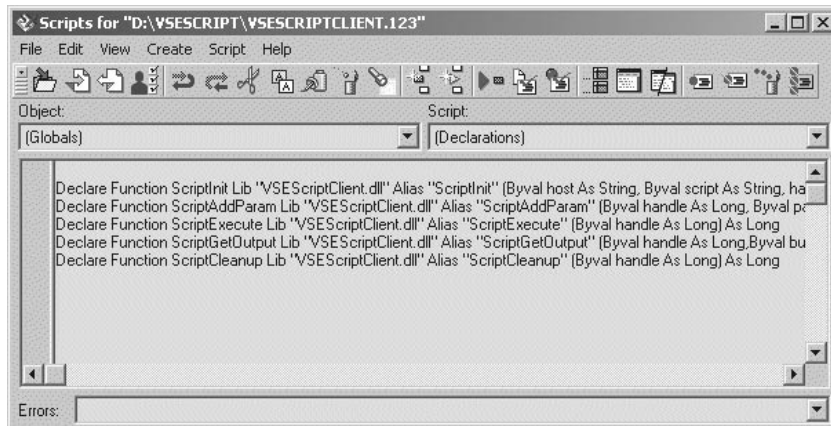 Scripts for "D:\VSESCRIPT\VSESCRIPTCLIENT.123"
File Edit View Create Script Help
Object: Script:
(Globals) (Declarations)
Declare Function ScriptInit Lib "VSEScriptClient.dll" Alias "ScriptInit" (Byval host As String, Byval script As String, ha
Declare Function ScriptAddParam Lib "VSEScriptClient.dll" Alias "ScriptAddParam" (Byval handle As Long, Byval pa
Declare Function ScriptExecute Lib "VSEScriptClient.dll" Alias "ScriptExecute" (Byval handle As Long) As Long
Declare Function ScriptGetOutput Lib "VSEScriptClient.dll" Alias "ScriptGetOutput" (Byval handle As Long,Byval bu
Declare Function ScriptCleanup Lib "VSEScriptClient.dll" Alias "ScriptCleanup" (Byval handle As Long) As Long
Errors: